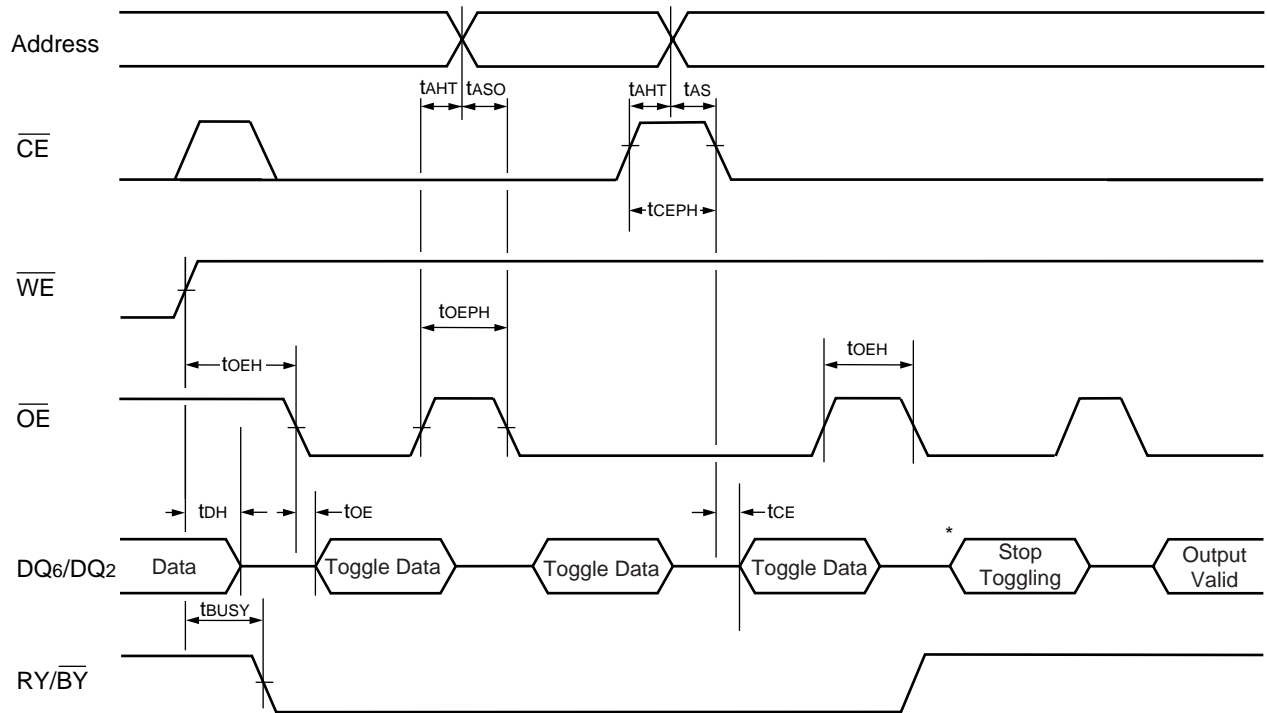 Address
tAHT tASO tAHT tAS
CE
tCEPH
WE
tOEPH
tOEH tOEH
OE
tDH tOE tCE
*
DQ6/DQ2 Data Toggle Data Toggle Data Toggle Data Stop Toggling Output Valid
tBUSY
RY/BY